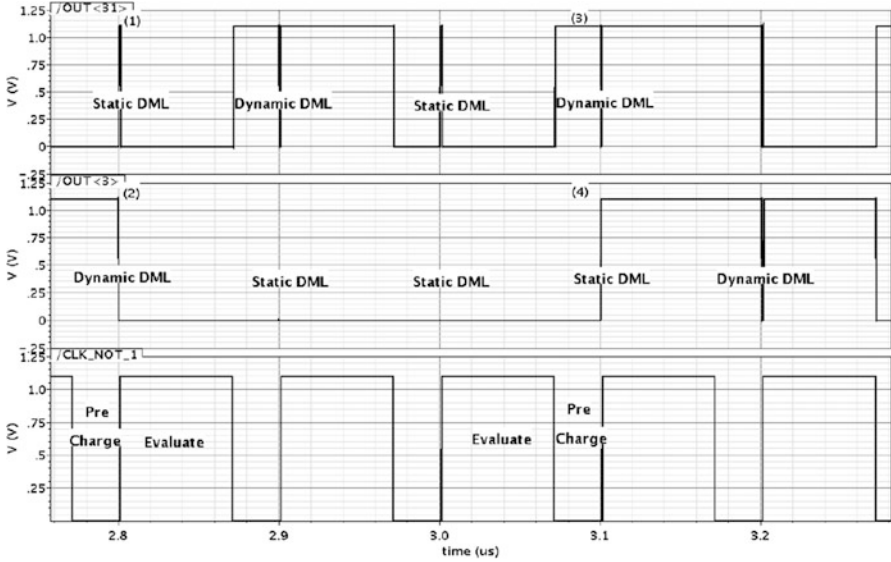 /OUT<31>
(1)
(3)
1.25
1.0
.75
.5
.25
0
-.25
V (V)
Static DML
Dynamic DML
Static DML
Dynamic DML
/OUT<3>
(2)
(4)
1.25
1.0
.75
.5
.25
0
-.25
V (V)
Dynamic DML
Static DML
Static DML
Static DML
Dynamic DML
/CLK_NOT_1
1.25
1.0
.75
.5
.25
V (V)
Pre
Charge
Evaluate
Evaluate
Pre
Charge
2.8
2.9
3.0
3.1
3.2
time (us)